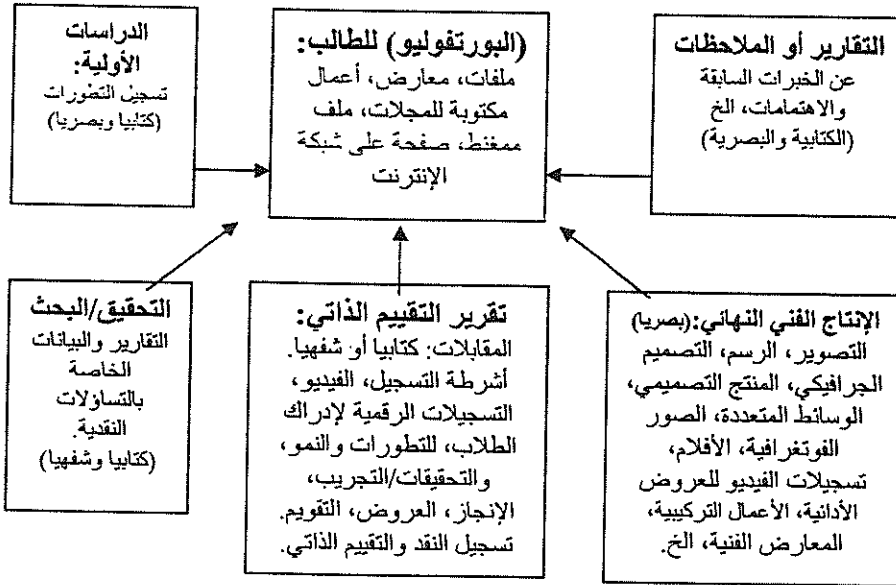 التقارير أو الملاحظات
عن الخبرات السابقة
والاهتمامات، الخ
(الكتابية والبصرية)
(البورتفوليو) للطالب:
ملفات، معارض، أعمال
مكتوبة للمجلات، ملف
ممغنط، صفحة على شبكة
الإنترنت
الدراسات
الأولية:
تسجيل التطورات
(كتابيا وبصريا)
الإنتاج الفني النهائي:(بصريا)
التصوير، الرسم، التصميم
الجرافيكي، المنتج التصميمي،
الوسائط المتعددة، الصور
الفوتغرافية، الأفلام،
تسجيلات الفيديو للعروض
الأدائية، الأعمال التركيبية،
المعارض الفنية، الخ.
تقرير التقييم الذاتي:
المقابلات: كتابيا أو شفهيا.
أشرطة التسجيل، الفيديو،
التسجيلات الرقمية لإدراك
الطلاب، للتطورات والنمو،
والتحقيقات/التجريب،
الإنجاز، العروض، التقويم.
تسجيل النقد والتقييم الذاتي.
التحقيق/البحث
التقارير والبيانات
الخاصة
بالتساؤلات
النقدية.
(كتابيا وشفهيا)